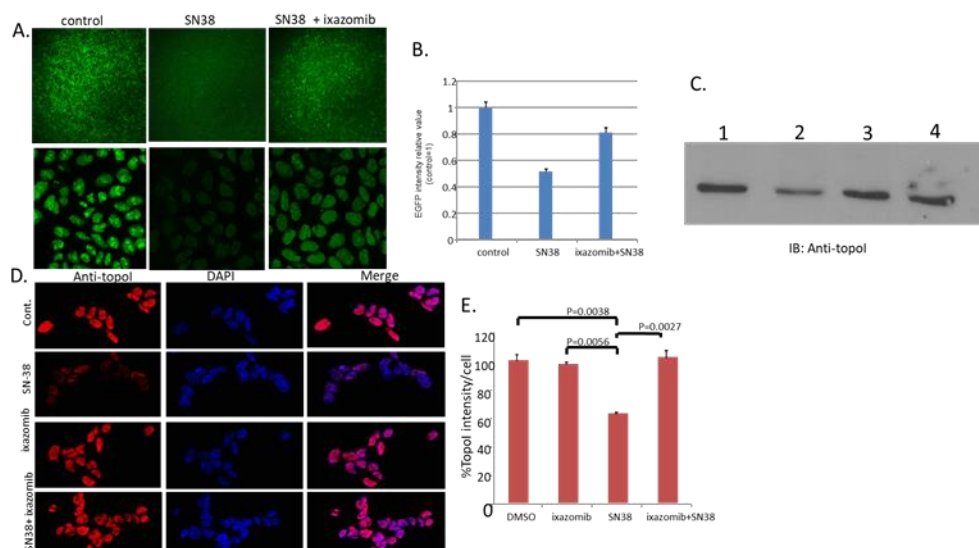 A.
control
SN38
SN38 + ixazomib
B.
EGFP intensity relative value
(control=1)
1.2
1
0.8
0.6
0.4
0.2
0
control
SN38
ixazomib+SN38
C.
1 2 3 4
IB: Anti-topoI
D.
Anti-topoI
DAPI
Merge
Cont.
SN-38
ixazomib
SN38+ ixazomib
E.
P=0.0038
P=0.0027
P=0.0056
%TopoI intensity/cell
120
100
80
60
40
20
0
DMSO
ixazomib
SN38
ixazomib+SN38